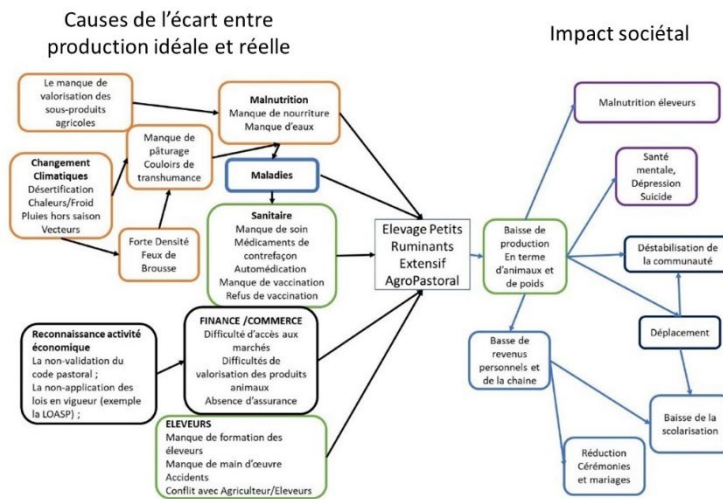 Causes de l'écart entre
production idéale et réelle
Impact sociétal
Le manque de
valorisation des
sous-produits
agricoles
Malnutrition
Manque de nourriture
Manque d'eaux
Manque de
pâturage
Couloirs de
transhumance
Changement
Climatiques
Désertification
Chaleurs/Froid
Pluies hors saison
Vecteurs
Forte Densité
Feux de
Brousse
Maladies
Sanitaire
Manque de soin
Médicaments de
contrefaçon
Automédication
Manque de vaccination
Refus de vaccination
Reconnaissance activité
économique
La non-validation du
code pastoral ;
La non-application des
lois en vigueur (exemple
la LOASP) ;
FINANCE /COMMERCE
Difficulté d'accès aux
marchés
Difficultés de
valorisation des produits
animaux
Absence d'assurance
ELEVEURS
Manque de formation des
éleveurs
Manque de main d'œuvre
Accidents
Conflit avec Agriculteur/Eleveurs
Elevage Petits
Ruminants
Extensif
AgroPastoral
Baisse de
production
En terme
d'animaux et
de poids
Malnutrition éleveurs
Santé
mentale,
Dépression
Suicide
Déstabilisation de
la communauté
Déplacement
Basse de
revenus
personnels et
de la chaine
Baisse de la
scolarisation
Réduction
Cérémonies
et mariages